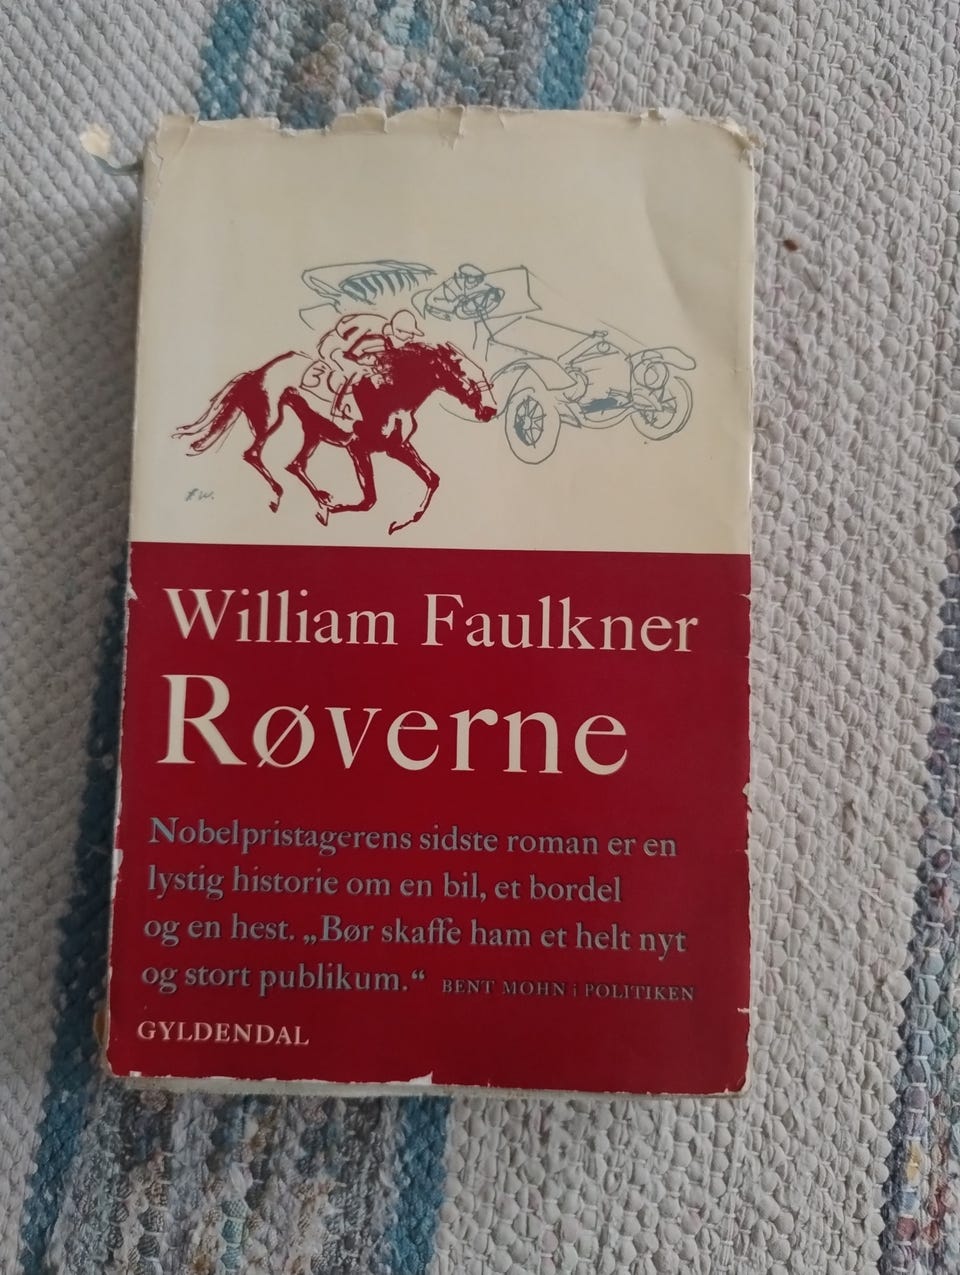 F.W.
William Faulkner
Røverne
Nobelpristagerens sidste roman er en
lystig historie om en bil, et bordel
og en hest. „Bør skaffe ham et helt nyt
og stort publikum.“ BENT MOHN i POLITIKEN
GYLDENDAL